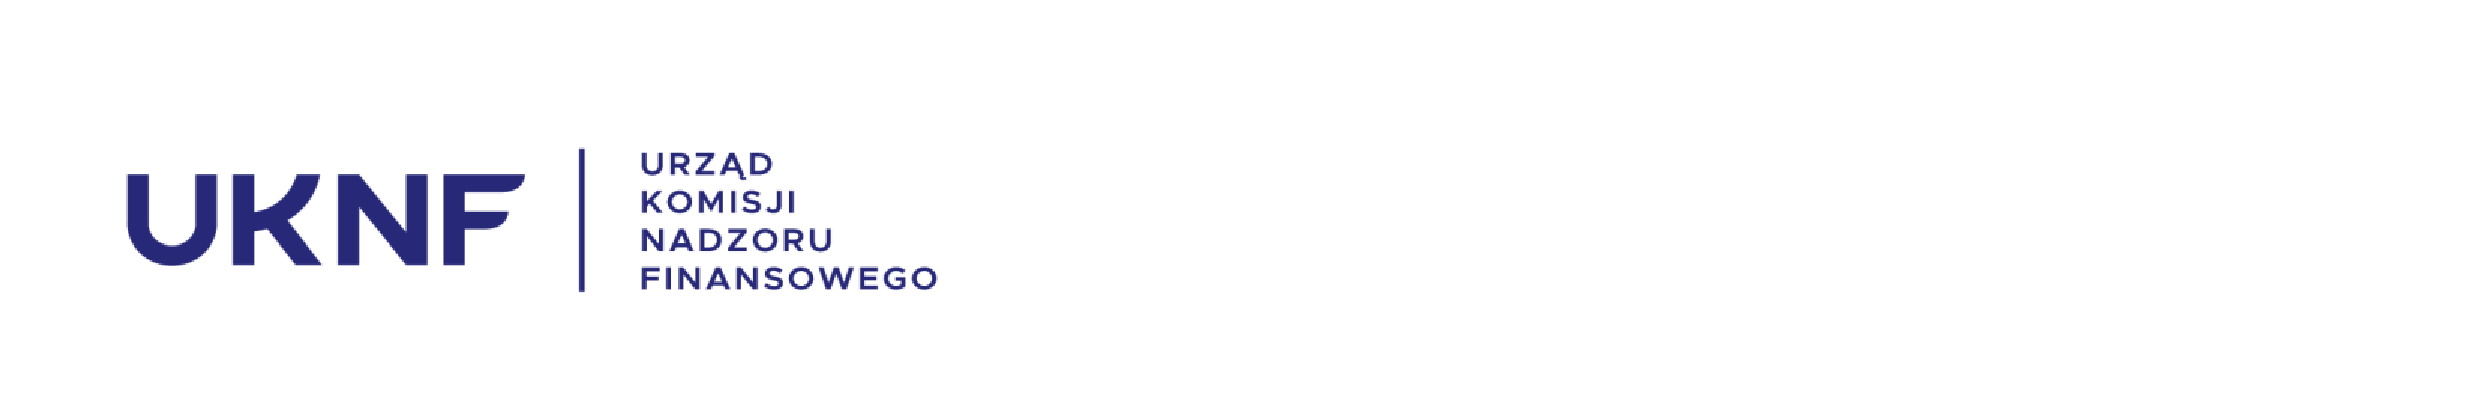 UKNF
URZĄD
KOMISJI
NADZORU
FINANSOWEGO